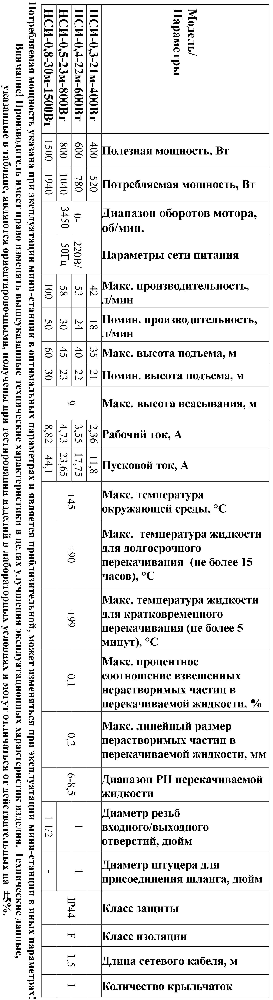 Модель/
Параметры
НСИ-0,3-21м-400Вт
НСИ-0,4-22м-600Вт
НСИ-0,5-23м-800Вт
НСИ-0,8-30м-1500Вт
Полезная мощность, Вт
400
600
800
1500
Потребляемая мощность, Вт
520
780
1040
1940
Диапазон оборотов мотора,
об/мин.
0-
3450
Параметры сети питания
220В/
50Гц
Макс. производительность,
л/мин
42
53
58
100
Номин. производительность,
л/мин
18
24
30
50
Макс. высота подъема, м
35
40
45
60
Номин. высота подъема, м
21
22
23
30
Макс. высота всасывания, м
9
Рабочий ток, А
2,36
3,55
4,73
8,82
Пусковой ток, А
11,8
17,75
23,65
44,1
Макс. температура
окружающей среды, °С
+45
Макс. температура жидкости
для долгосрочного
перекачивания (не более 15
часов), °С
+90
Макс. температура жидкости
для кратковременного
перекачивания (не более 5
минут), °С
+99
Макс. процентное
соотношение взвешенных
нерастворимых частиц в
перекачиваемой жидкости, %
0,1
Макс. линейный размер
нерастворимых частиц в
перекачиваемой жидкости, мм
0,2
Диапазон РН перекачиваемой
жидкости
6-8,5
Диаметр резьб
входного/выходного
отверстий, дюйм
1
1 1/2
Диаметр штуцера для
присоединения шланга, дюйм
1
-
Класс защиты
IP44
Класс изоляции
F
Длина сетевого кабеля, м
1,5
Количество крыльчаток
1
Потребляемая мощность указана при эксплуатации мини-станции в оптимальных параметрах и является приблизительной, может изменяться при эксплуатации мини-станции в иных параметрах!
Внимание! Производитель имеет право изменять вышеуказанные технические характеристики в целях улучшения эксплуатационных характеристик изделия. Технические данные,
указанные в таблице, являются ориентировочными, получены при тестировании изделий в лабораторных условиях и могут отличаться от действительных на ±5%.